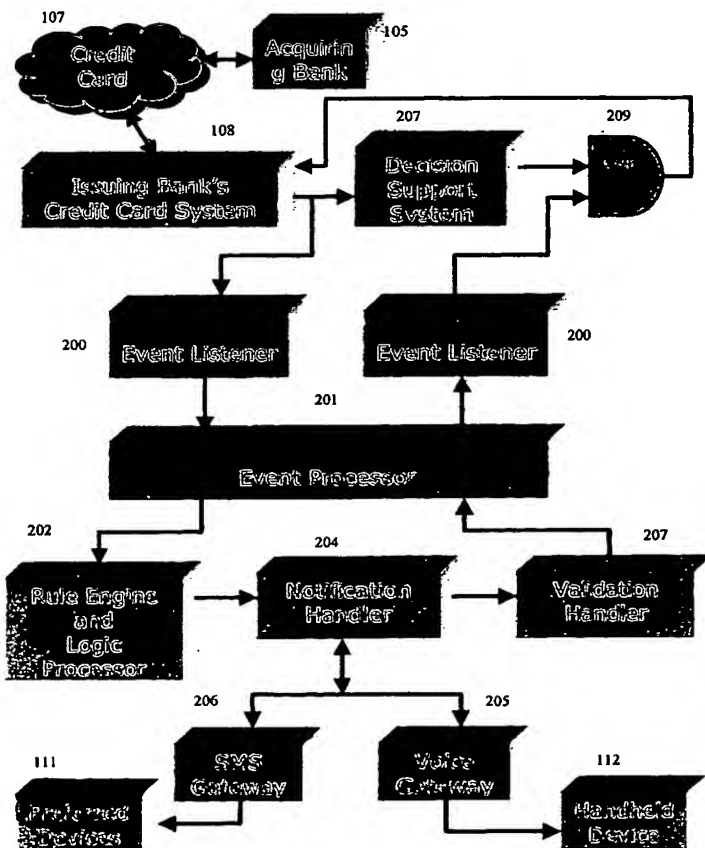 107
Credit
Card
105
Acquirin
g Bank
108
207
209
Issuing Bank's
Credit Card System
Decision
Support
System
200
Event Listener
Event Listener
200
201
Event Processor
202
204
207
Rule Engine
and
Logic
Processor
Notification
Handler
Validation
Handler
206
205
SMS
Gateway
Voice
Gateway
111
112
Preferred
Devices
Handheld
Device